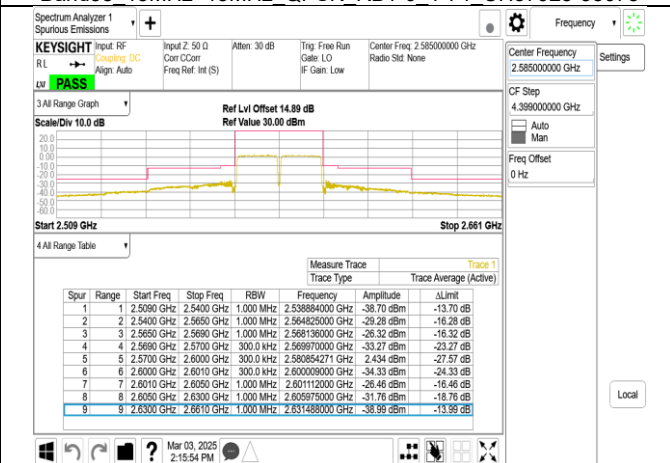 Spectrum Analyzer 1
Spurious Emissions
Frequency
KEYSIGHT
RL
PASS
Input: RF
Coupling: DC
Align: Auto
Input Z: 50 Ω
Corr CCorr
Freq Ref: Int (S)
Atten: 30 dB
Trig: Free Run
Gate: LO
IF Gain: Low
Center Freq: 2.585000000 GHz
Radio Std: None
Center Frequency
2.585000000 GHz
Settings
CF Step
4.399000000 GHz
Auto
Man
Freq Offset
0 Hz
3 All Range Graph
Scale/Div 10.0 dB
Ref Lvl Offset 14.89 dB
Ref Value 30.00 dBm
20.0
10.0
0.00
-10.0
-20.0
-30.0
-40.0
-50.0
-60.0
Start 2.509 GHz
Stop 2.661 GHz
4 All Range Table
Measure Trace Trace 1
Trace Type Trace Average (Active)
Spur Range Start Freq Stop Freq RBW Frequency Amplitude ΔLimit
1 1 2.5090 GHz 2.5400 GHz 1.000 MHz 2.538884000 GHz -38.70 dBm -13.70 dB
2 2 2.5400 GHz 2.5650 GHz 1.000 MHz 2.564825000 GHz -29.28 dBm -16.28 dB
3 3 2.5650 GHz 2.5690 GHz 1.000 MHz 2.568136000 GHz -26.32 dBm -16.32 dB
4 4 2.5690 GHz 2.5700 GHz 300.0 kHz 2.569970000 GHz -33.27 dBm -23.27 dB
5 5 2.5700 GHz 2.6000 GHz 300.0 kHz 2.580854271 GHz 2.434 dBm -27.57 dB
6 6 2.6000 GHz 2.6010 GHz 300.0 kHz 2.600009000 GHz -34.33 dBm -24.33 dB
7 7 2.6010 GHz 2.6050 GHz 1.000 MHz 2.601112000 GHz -26.46 dBm -16.46 dB
8 8 2.6050 GHz 2.6300 GHz 1.000 MHz 2.605975000 GHz -31.76 dBm -18.76 dB
9 9 2.6300 GHz 2.6610 GHz 1.000 MHz 2.631488000 GHz -38.99 dBm -13.99 dB
Local
Mar 03, 2025
2:15:54 PM